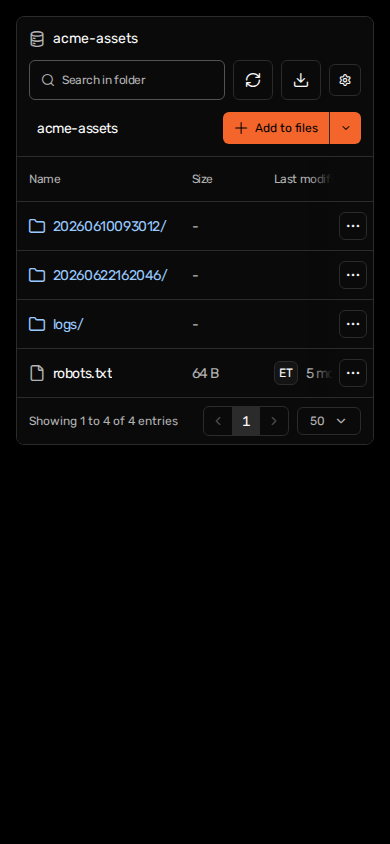 acme-assets
Search in folder
acme-assets
Add to files
Name Size Last
20260610093012/ -
20260622162046/ -
logs/ -
robots.txt 64 B ET 5
Showing 1 to 4 of 4 entries 1 50